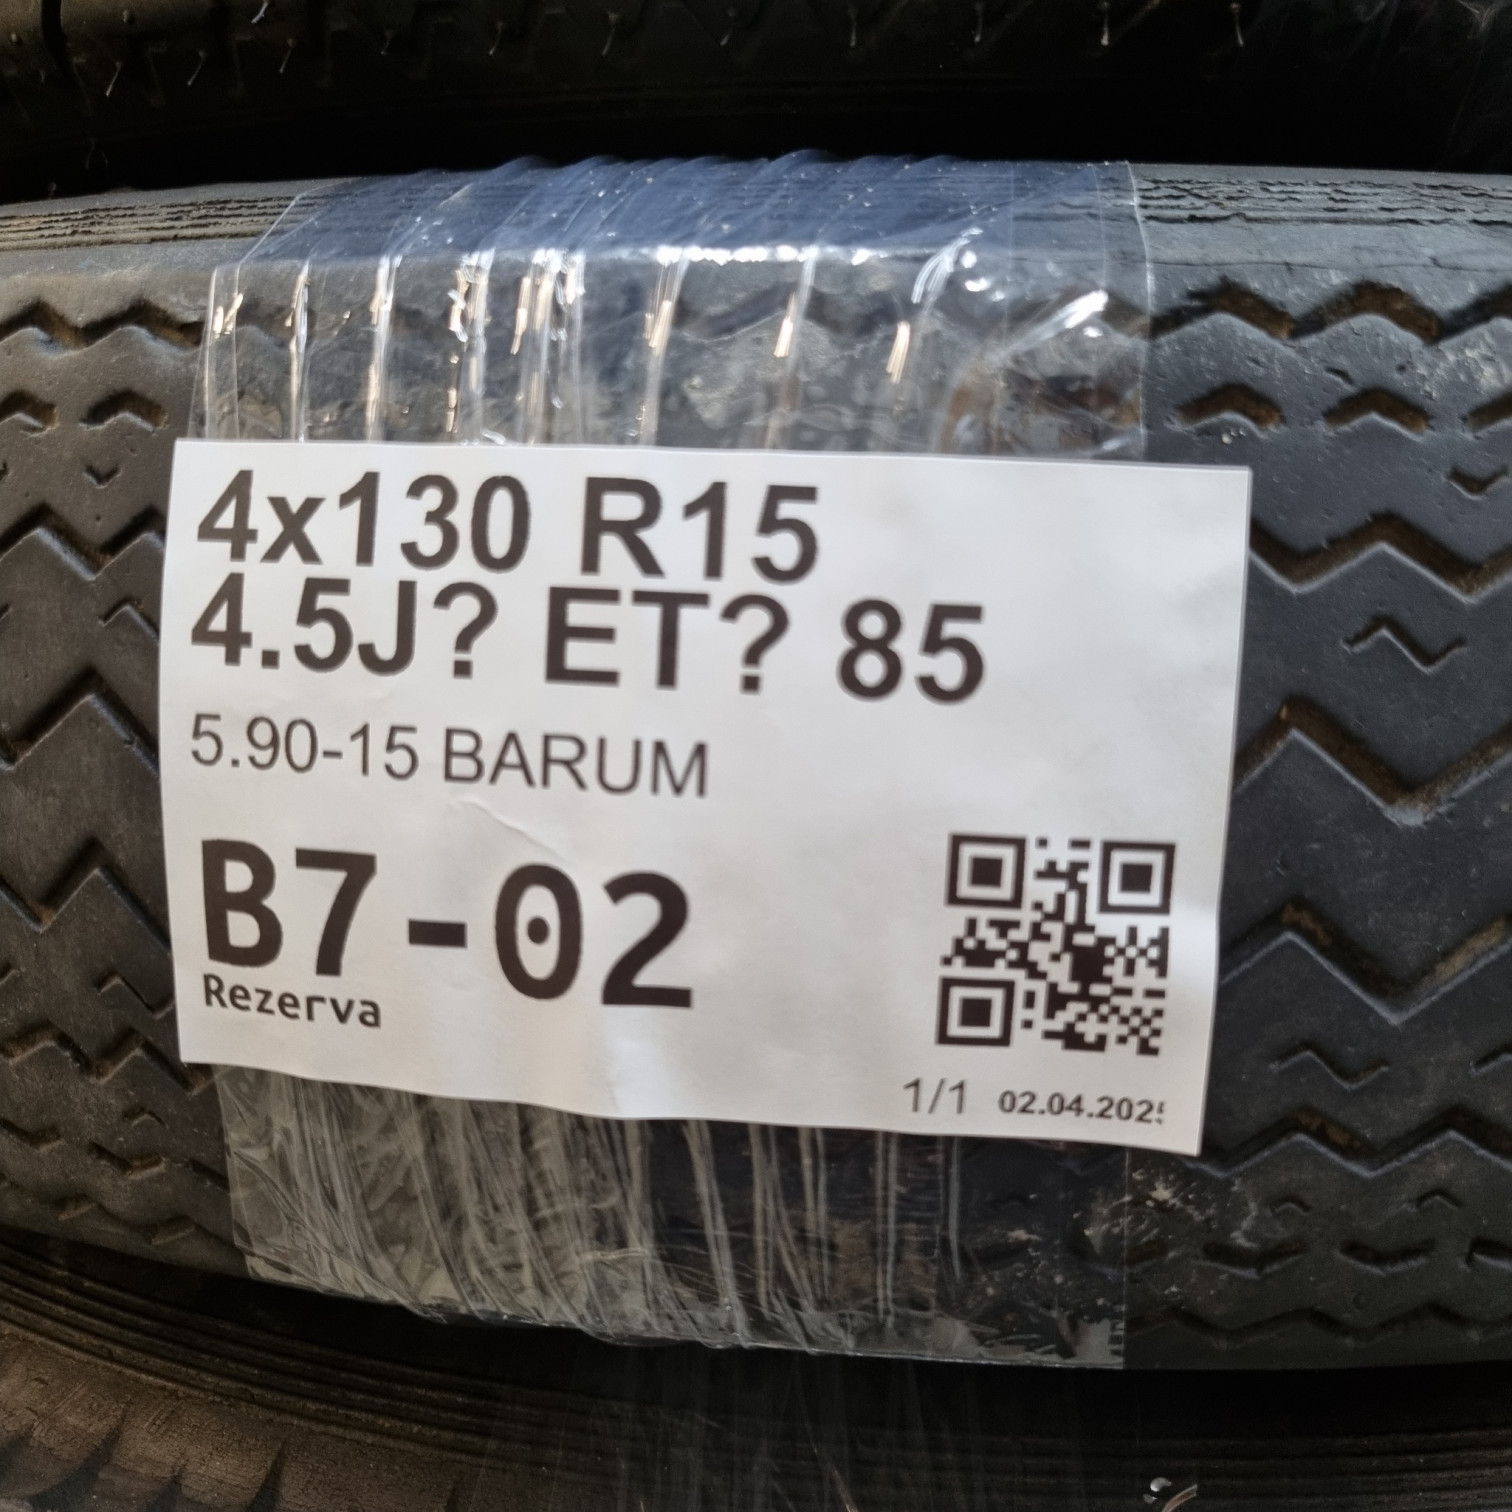 4x130 R15
4.5J? ET? 85
5.90-15 BARUM
B7-02
Rezerva
1/1 02.04.2025